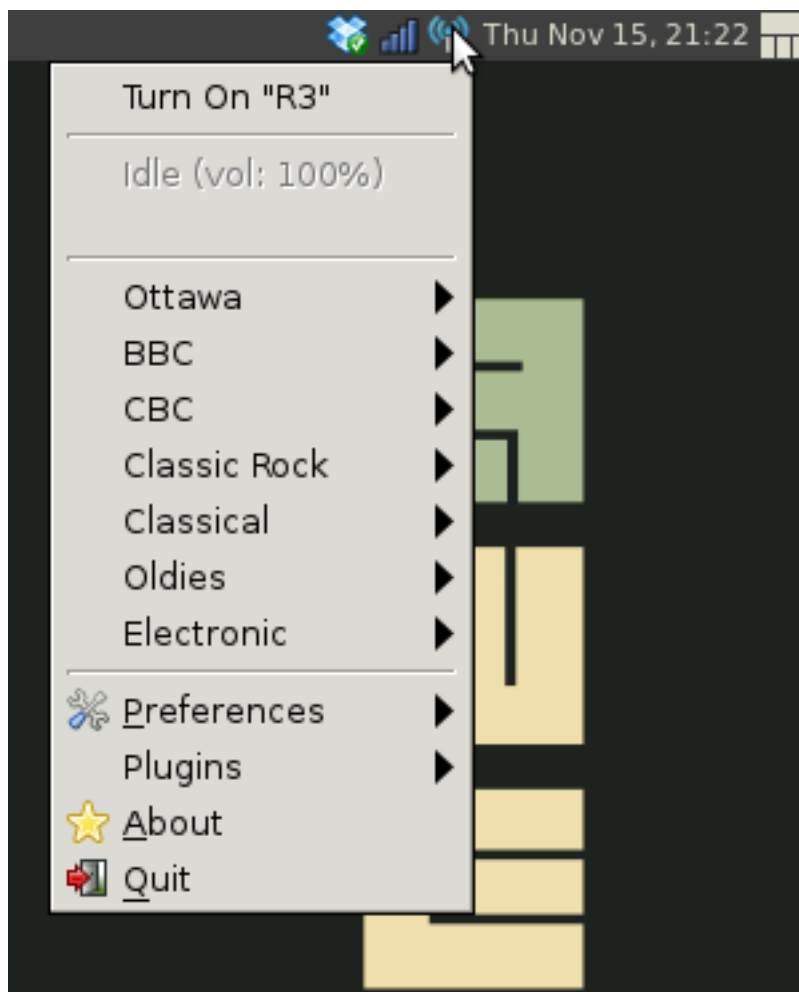 Thu Nov 15, 21:22
Turn On "R3"
Idle (vol: 100%)
Ottawa
BBC
CBC
Classic Rock
Classical
Oldies
Electronic
Preferences
Plugins
About
Quit